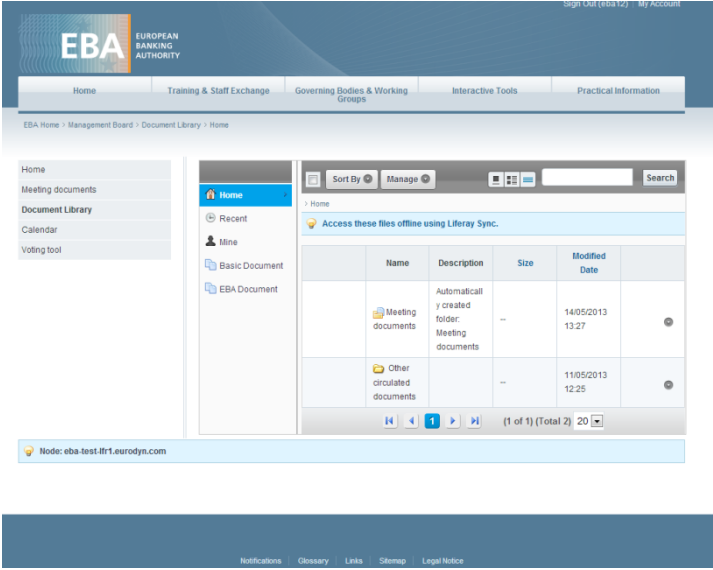 Sign Out (eba12) | My Account
EBA EUROPEAN
BANKING
AUTHORITY
Home Training & Staff Exchange Governing Bodies & Working
Groups Interactive Tools Practical Information
EBA Home > Management Board > Document Library > Home
Home
Meeting documents
Document Library
Calendar
Voting tool
Home
Recent
Mine
Basic Document
EBA Document
Sort By Manage Search
> Home
Access these files offline using Liferay Sync.
Name Description Size Modified
Date
Meeting
documents
Automaticall
y created
folder:
Meeting
documents
--
14/05/2013
13:27
Other
circulated
documents
--
11/05/2013
12:25
1 (1 of 1) (Total 2) 20
Node: eba-test-lfr1.eurodyn.com
Notifications | Glossary | Links | Sitemap | Legal Notice